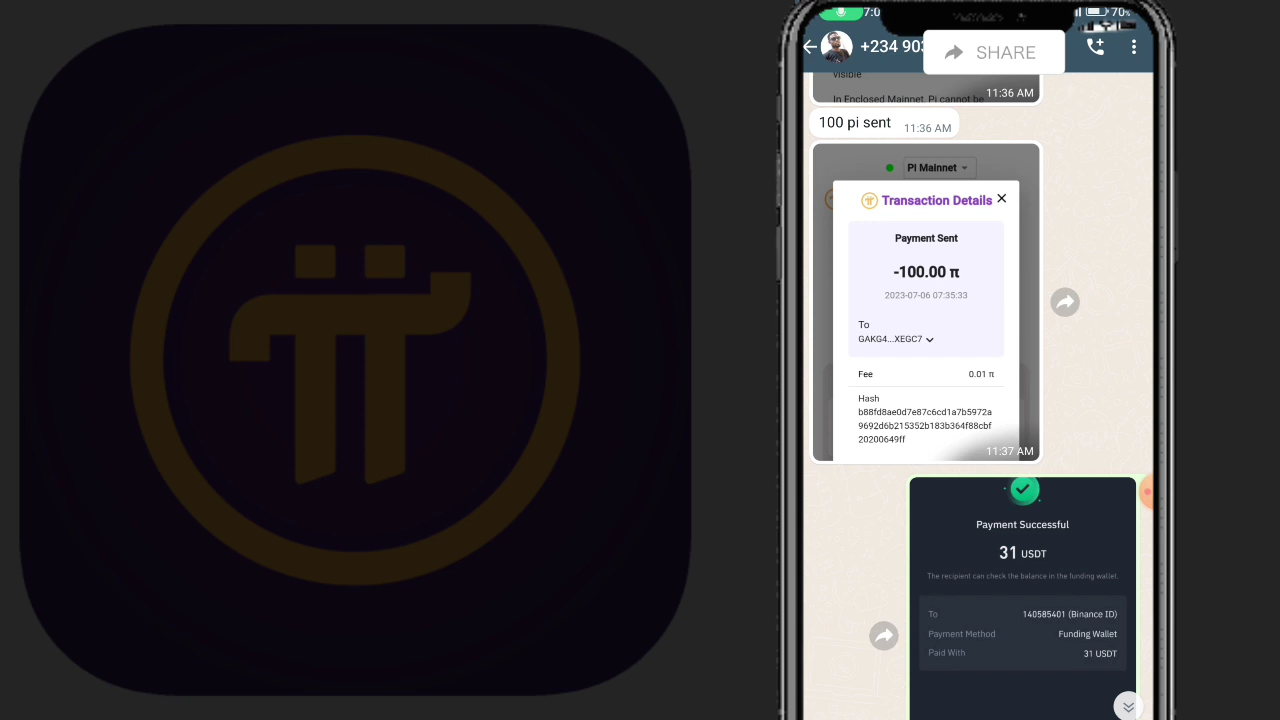 7:0
70%
+234 903
SHARE
visible
In Enclosed Mainnet, Pi cannot be
11:36 AM
100 pi sent
11:36 AM
Pi Mainnet
Transaction Details
Payment Sent
-100.00 π
2023-07-06 07:35:33
To
GAKG4...XEGC7
Fee 0.01 π
Hash
b88fd8ae0d7e87c6cd1a7b5972a
9692d6b215352b183b364f88cbf
20200649ff
11:37 AM
Payment Successful
31 USDT
The recipient can check the balance in the funding wallet.
To 140585401 (Binance ID)
Payment Method Funding Wallet
Paid With 31 USDT